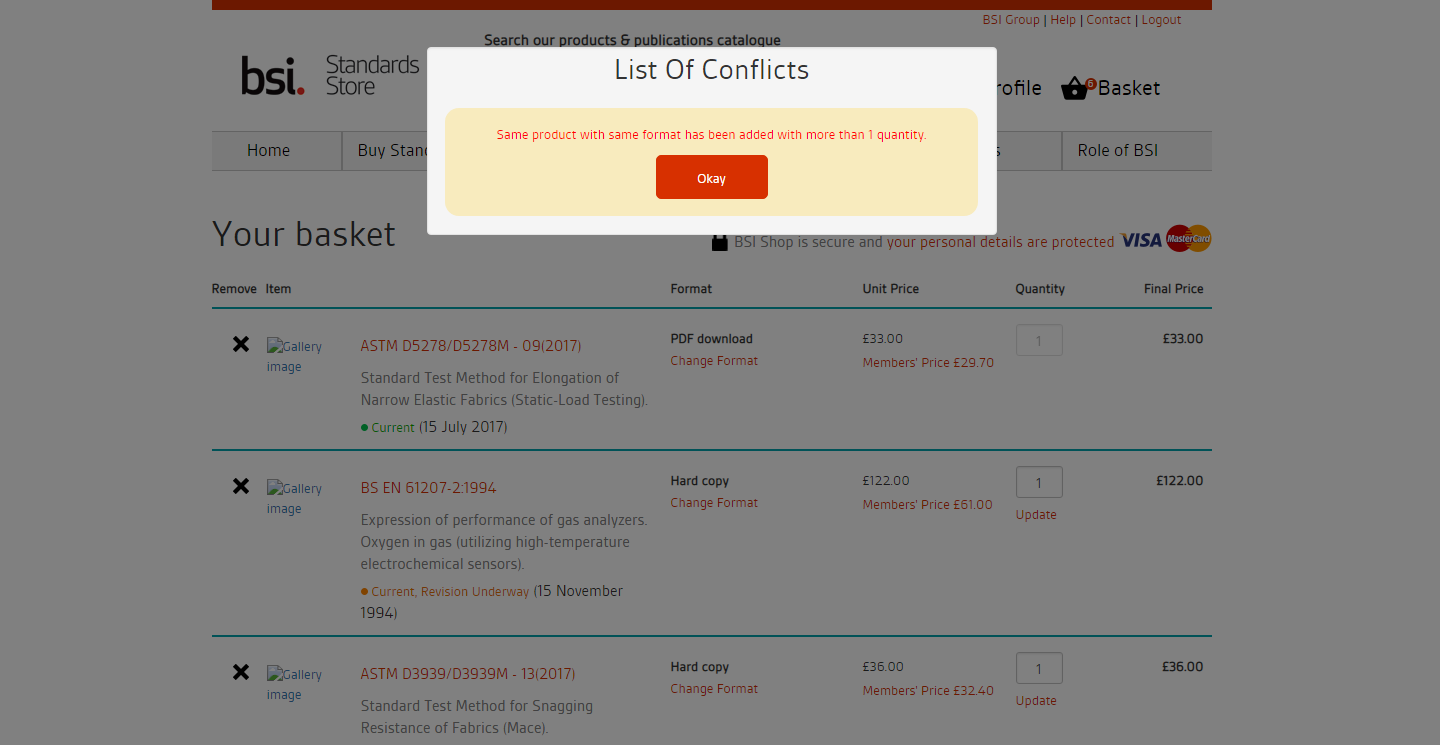 BSI Group | Help | Contact | Logout
Search our products & publications catalogue
bsi. Standards Store
List Of Conflicts
rofile 6 Basket
Same product with same format has been added with more than 1 quantity.
Okay
Home Buy Stan s Role of BSI
Your basket
BSI Shop is secure and your personal details are protected VISA MasterCard
Remove Item Format Unit Price Quantity Final Price
Gallery image
ASTM D5278/D5278M - 09(2017)
Standard Test Method for Elongation of
Narrow Elastic Fabrics (Static-Load Testing).
Current (15 July 2017)
PDF download
Change Format
£33.00
Members' Price £29.70
1
£33.00
Gallery image
BS EN 61207-2:1994
Expression of performance of gas analyzers.
Oxygen in gas (utilizing high-temperature
electrochemical sensors).
Current, Revision Underway (15 November
1994)
Hard copy
Change Format
£122.00
Members' Price £61.00
1
Update
£122.00
Gallery image
ASTM D3939/D3939M - 13(2017)
Standard Test Method for Snagging
Resistance of Fabrics (Mace).
Hard copy
Change Format
£36.00
Members' Price £32.40
1
Update
£36.00